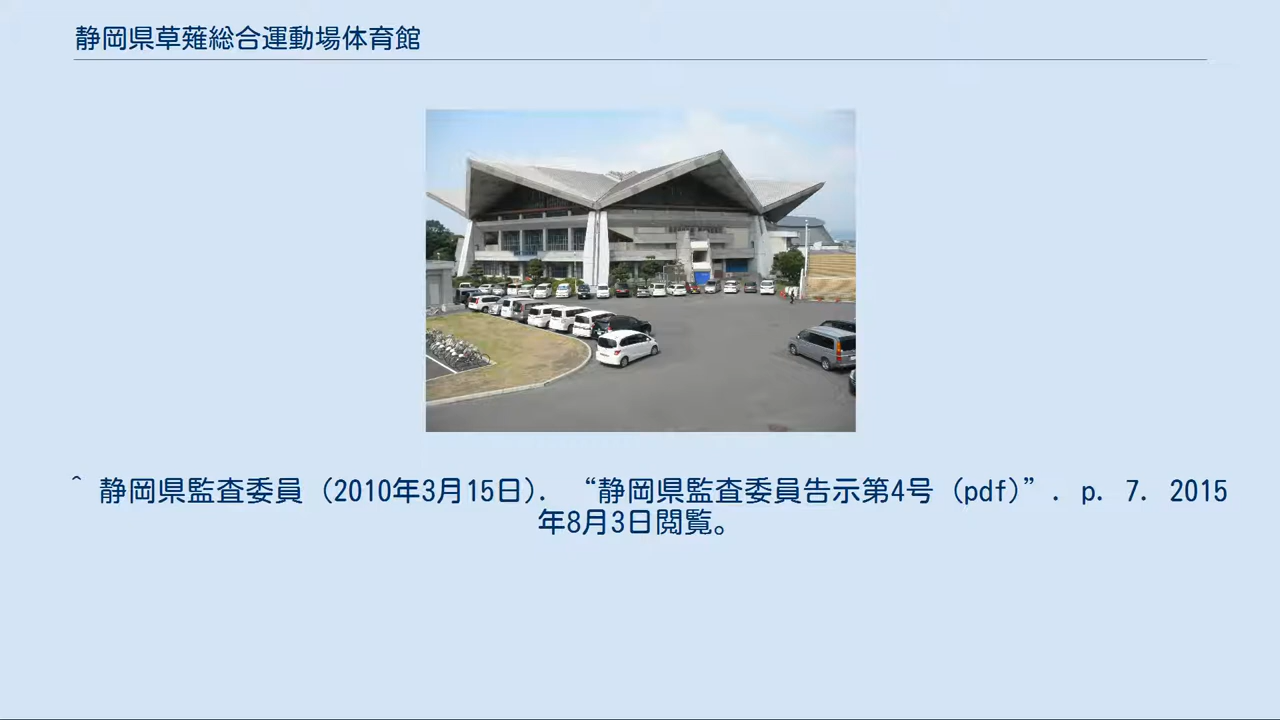 静岡県草薙総合運動場体育館
^ 静岡県監査委員（2010年3月15日）. “静岡県監査委員告示第4号（pdf）”. p. 7. 2015
年8月3日閲覧。